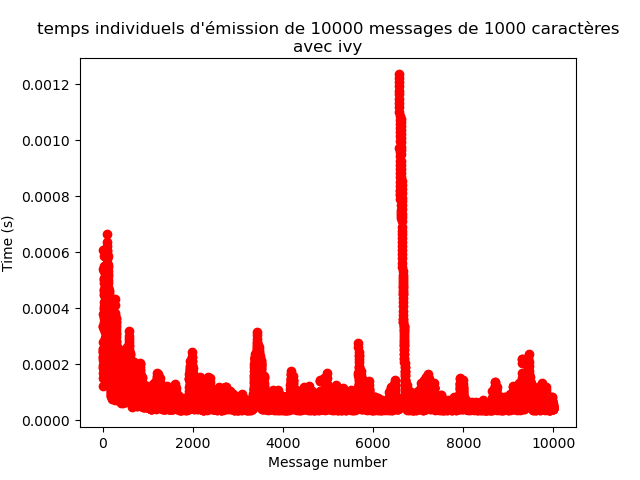 temps individuels d'émission de 10000 messages de 1000 caractères
avec ivy
0.0012
0.0010
0.0008
0.0006
0.0004
0.0002
0.0000
Time (s)
0 2000 4000 6000 8000 10000
Message number